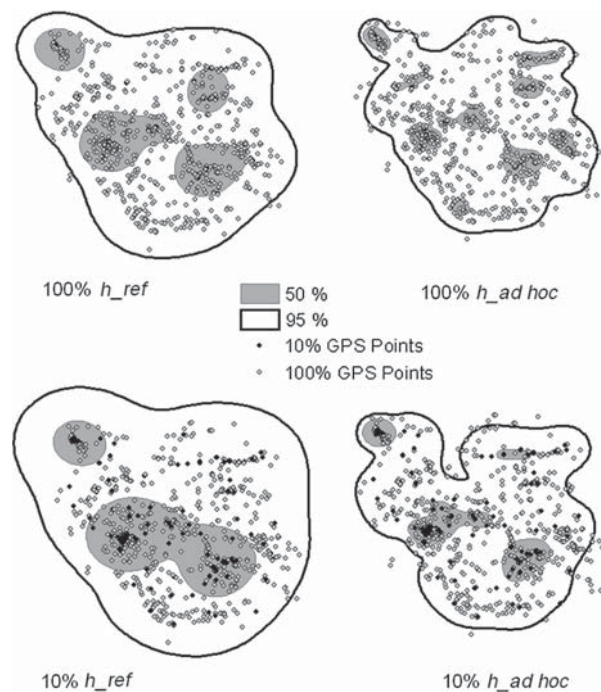 100% h_ref
100% h_ad hoc
50 %
95 %
10% GPS Points
100% GPS Points
10% h_ref
10% h_ad hoc